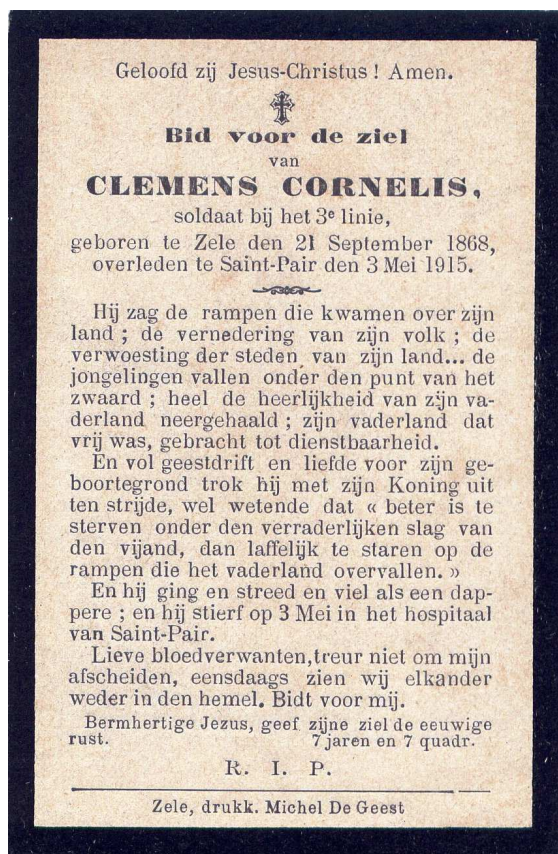 Geloofd zij Jesus-Christus ! Amen.
Bid voor de ziel
van
CLEMENS CORNELIS,
soldaat bij het 3e linie,
geboren te Zele den 21 September 1868,
overleden te Saint-Pair den 3 Mei 1915.
Hij zag de rampen die kwamen over zijn
land ; de vernedering van zijn volk ; de
verwoesting der steden van zijn land... de
jongelingen vallen onder den punt van het
zwaard ; heel de heerlijkheid van zijn va-
derland neergehaald ; zijn vaderland dat
vrij was, gebracht tot dienstbaarheid.
En vol geestdrift en liefde voor zijn ge-
boortegrond trok hij met zijn Koning uit
ten strijde, wel wetende dat « beter is te
sterven onder den verraderlijken slag van
den vijand, dan laffelijk te staren op de
rampen die het vaderland overvallen. »
En hij ging en streed en viel als een dap-
pere ; en hij stierf op 3 Mei in het hospitaal
van Saint-Pair.
Lieve bloedverwanten, treur niet om mijn
afscheiden, eensdaags zien wij elkander
weder in den hemel. Bidt voor mij.
Bermhertige Jezus, geef zijne ziel de eeuwige
rust. 7 jaren en 7 quadr.
R. I. P.
Zele, drukk. Michel De Geest